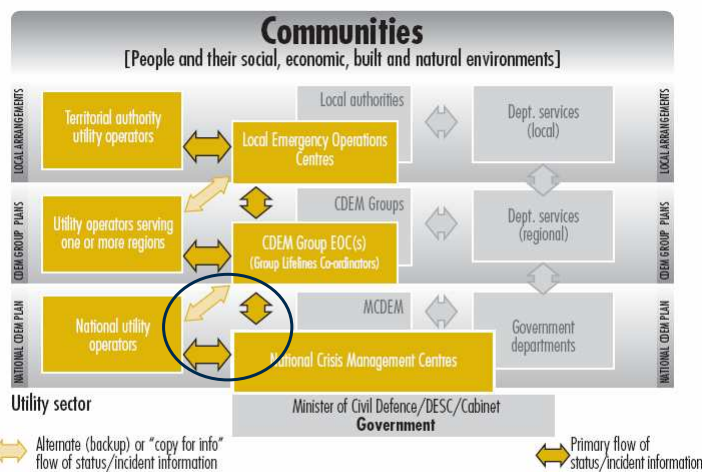 Communities
[People and their social, economic, built and natural environments]
LOCAL ARRANGEMENTS
Territorial authority
utility operators
Local authorities
Local Emergency Operations
Centres
Dept. services
(local)
LOCAL ARRANGEMENTS
CDEM GROUP PLANS
Utility operators serving
one or more regions
CDEM Groups
CDEM Group EOC(s)
(Group Lifelines Co-ordinators)
Dept. services
(regional)
CDEM GROUP PLANS
NATIONAL CDEM PLAN
National utility
operators
MCDEM
National Crisis Management Centres
Government
departments
NATIONAL CDEM PLAN
Utility sector
Minister of Civil Defence/DESC/Cabinet
Government
Alternate (backup) or "copy for info"
flow of status/incident information
Primary flow of
status/incident information